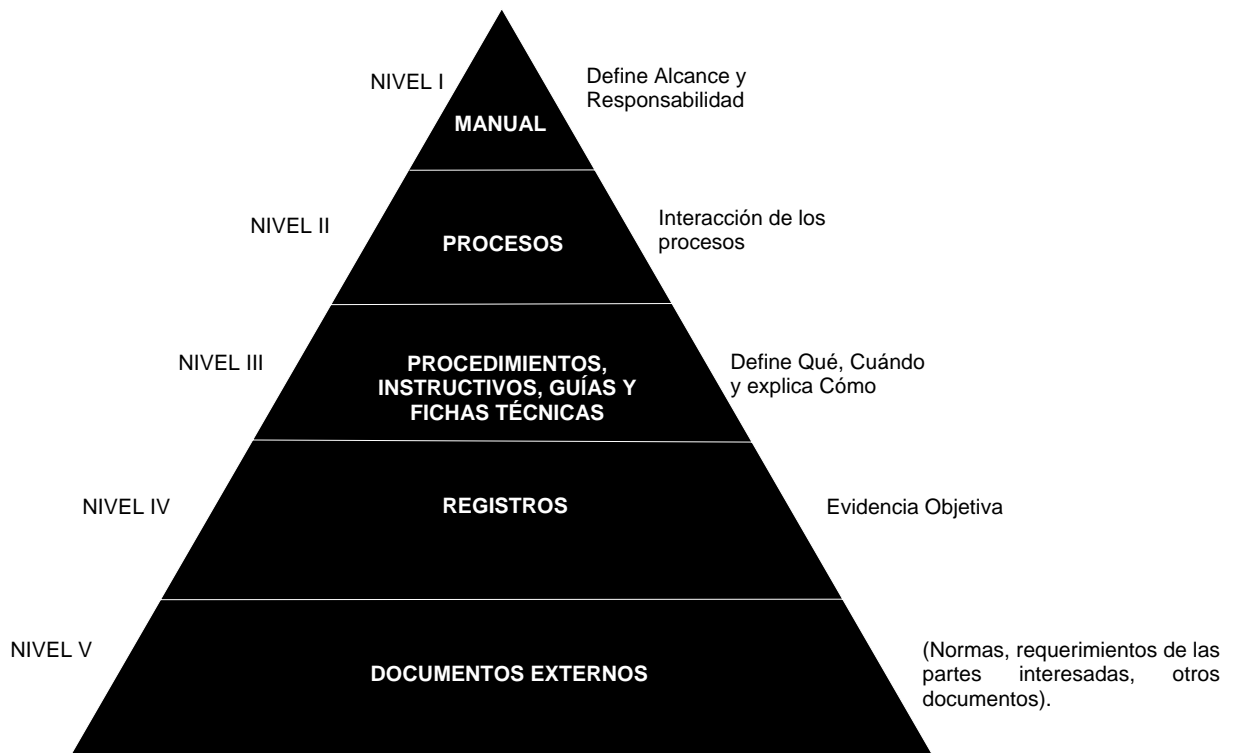 NIVEL I
Define Alcance y
Responsabilidad
MANUAL
NIVEL II
Interacción de los
procesos
PROCESOS
NIVEL III
PROCEDIMIENTOS,
INSTRUCTIVOS, GUÍAS Y
FICHAS TÉCNICAS
Define Qué, Cuándo
y explica Cómo
NIVEL IV
REGISTROS
Evidencia Objetiva
NIVEL V
DOCUMENTOS EXTERNOS
(Normas, requerimientos de las
partes interesadas, otros
documentos).